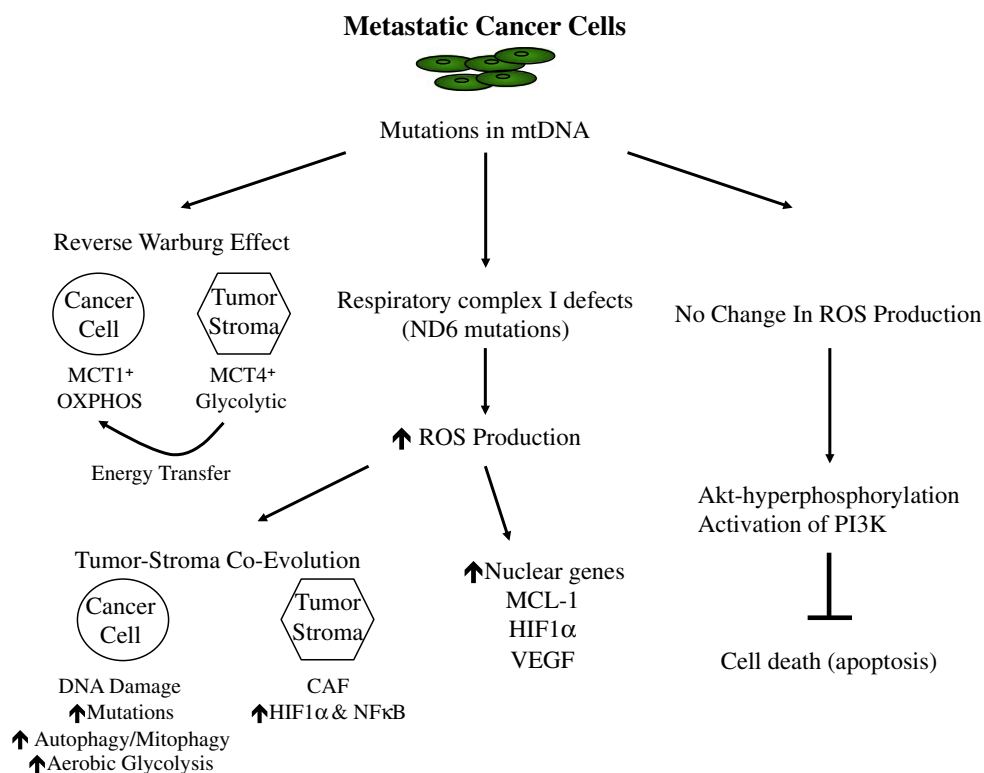 Metastatic Cancer Cells
Mutations in mtDNA
Reverse Warburg Effect
Cancer
Cell
Tumor
Stroma
MCT1⁺
OXPHOS
MCT4⁺
Glycolytic
Energy Transfer
Respiratory complex I defects
(ND6 mutations)
🡹 ROS Production
No Change In ROS Production
Akt-hyperphosphorylation
Activation of PI3K
Cell death (apoptosis)
Tumor-Stroma Co-Evolution
Cancer
Cell
Tumor
Stroma
DNA Damage
🡹Mutations
🡹 Autophagy/Mitophagy
🡹Aerobic Glycolysis
CAF
🡹HIF1α & NFκB
🡹Nuclear genes
MCL-1
HIF1α
VEGF